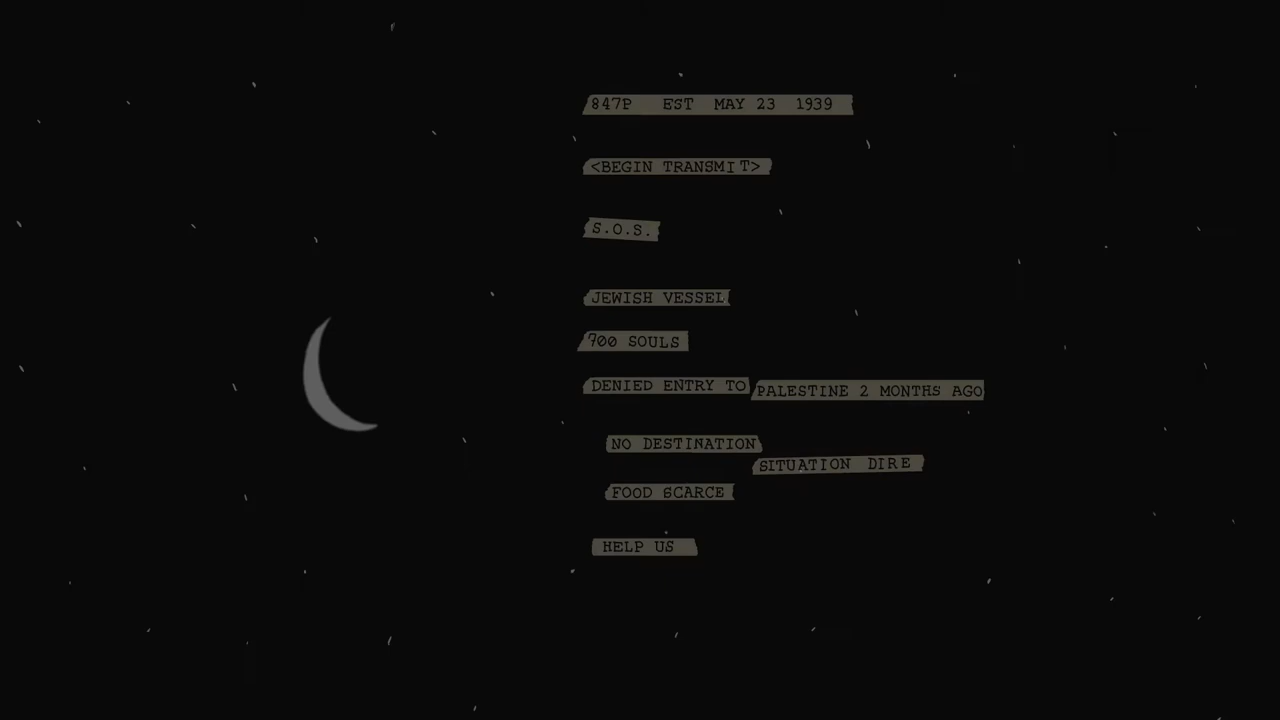 847P EST MAY 23 1939
<BEGIN TRANSMIT>
S.O.S.
JEWISH VESSEL
700 SOULS
DENIED ENTRY TO PALESTINE 2 MONTHS AGO
NO DESTINATION
SITUATION DIRE
FOOD SCARCE
HELP US